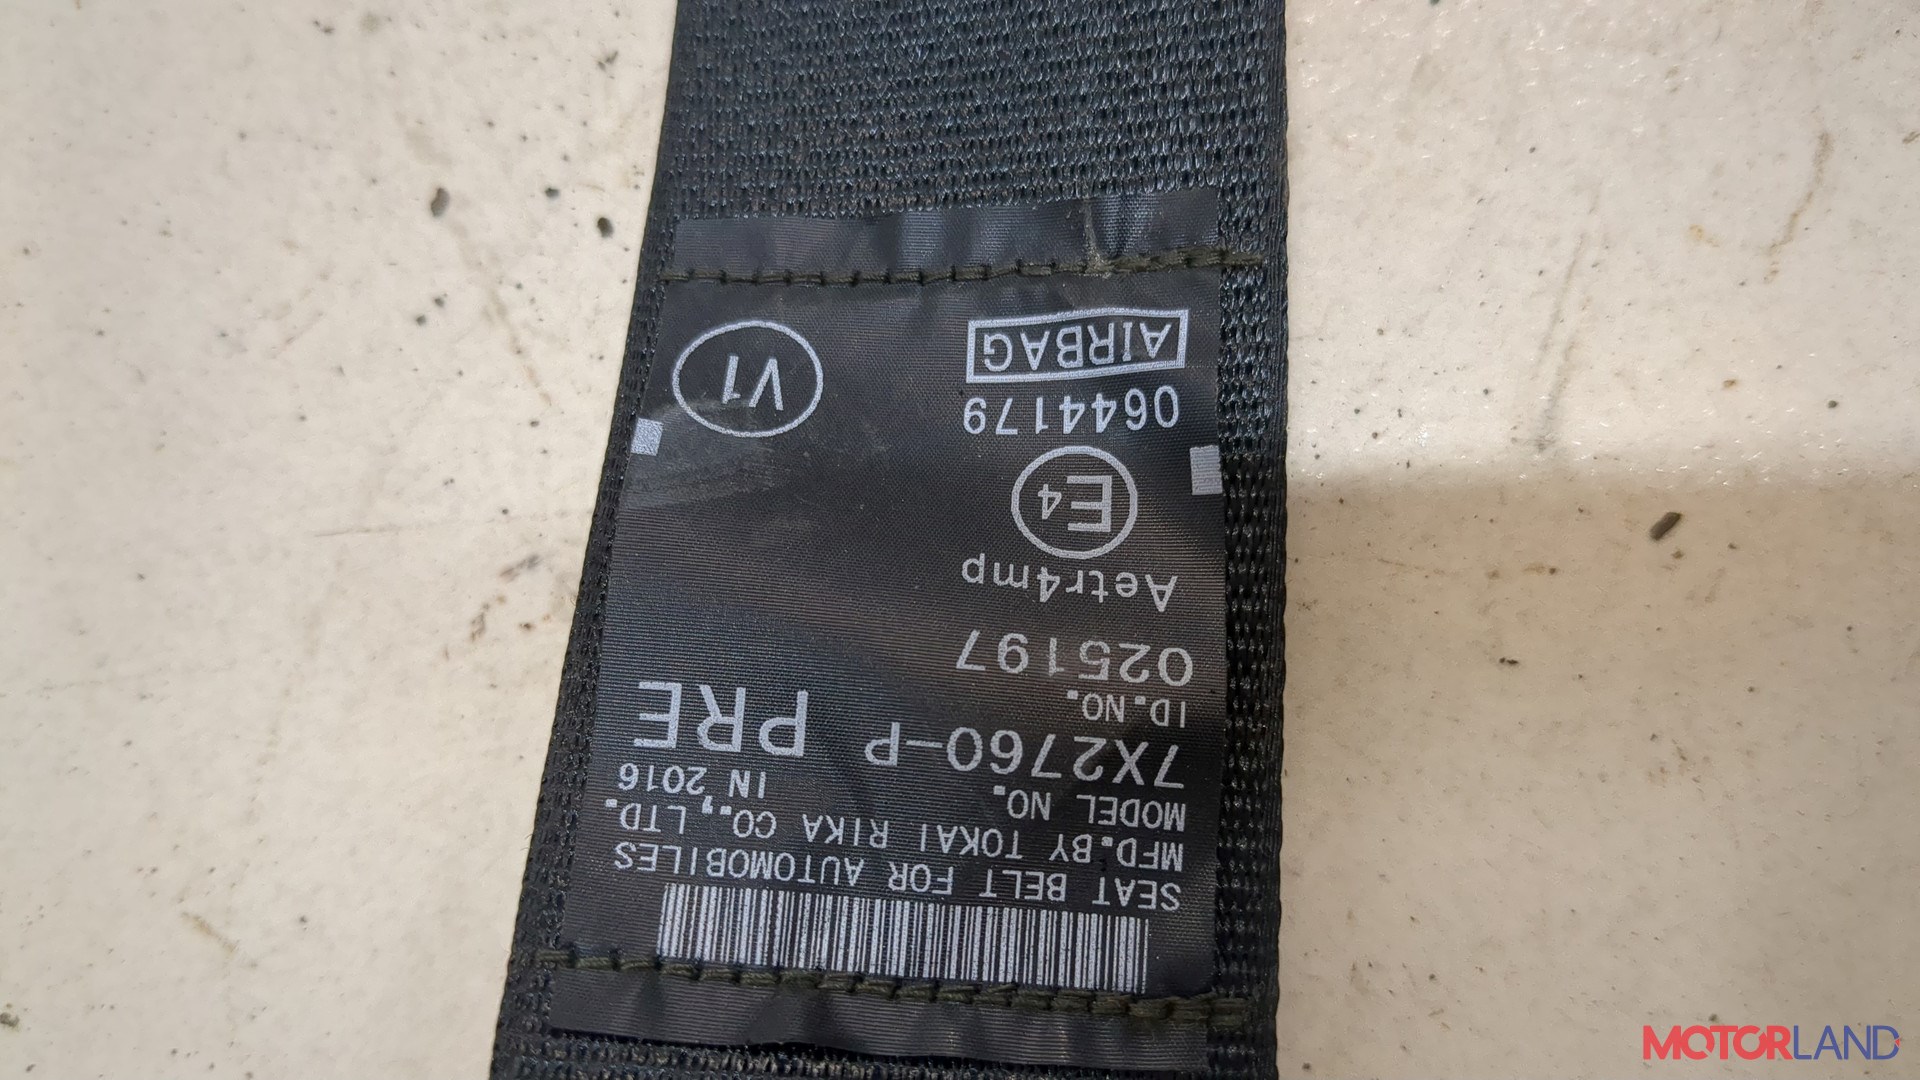 SEAT BELT FOR AUTOMOBILES
MFD.BY TOKAI RIKA CO.,LTD.
MODEL NO. IN 2016
7X2760-P PRE
ID.NO.
025197
Aetr4mp
E4
0644179
AIRBAG V1
MOTORLAND